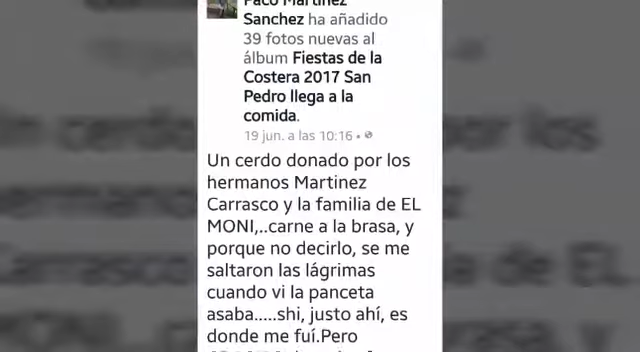 Paco Martinez
Sanchez ha añadido
39 fotos nuevas al
álbum Fiestas de la
Costera 2017 San
Pedro llega a la
comida.
19 jun. a las 10:16 •
Un cerdo donado por los
hermanos Martinez
Carrasco y la familia de EL
MONI,..carne a la brasa, y
porque no decirlo, se me
saltaron las lágrimas
cuando vi la panceta
asaba.....shi, justo ahí, es
donde me fuí.Pero